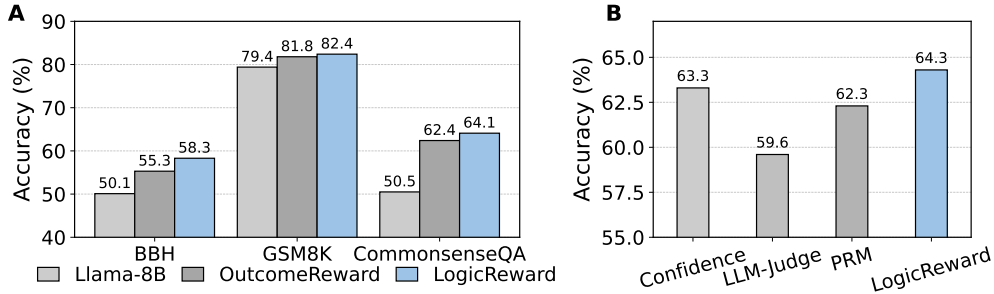 A
Accuracy (%)
90
80
70
60
50
40
50.1
55.3
58.3
79.4
81.8
82.4
50.5
62.4
64.1
BBH
GSM8K
CommonsenseQA
Llama-8B
OutcomeReward
LogicReward
B
Accuracy (%)
65.0
62.5
60.0
57.5
55.0
63.3
59.6
62.3
64.3
Confidence
LLM-Judge
PRM
LogicReward